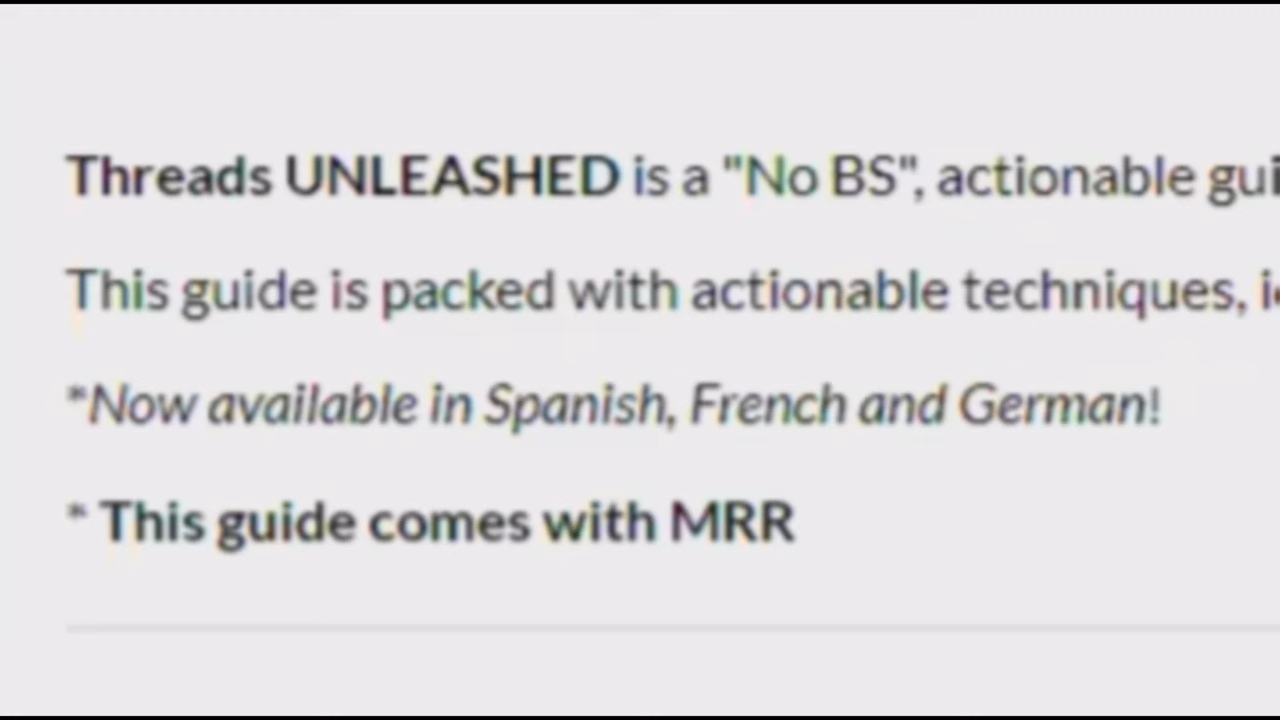 Threads UNLEASHED is a "No BS", actionable gui
This guide is packed with actionable techniques,
*Now available in Spanish, French and German!
* This guide comes with MRR